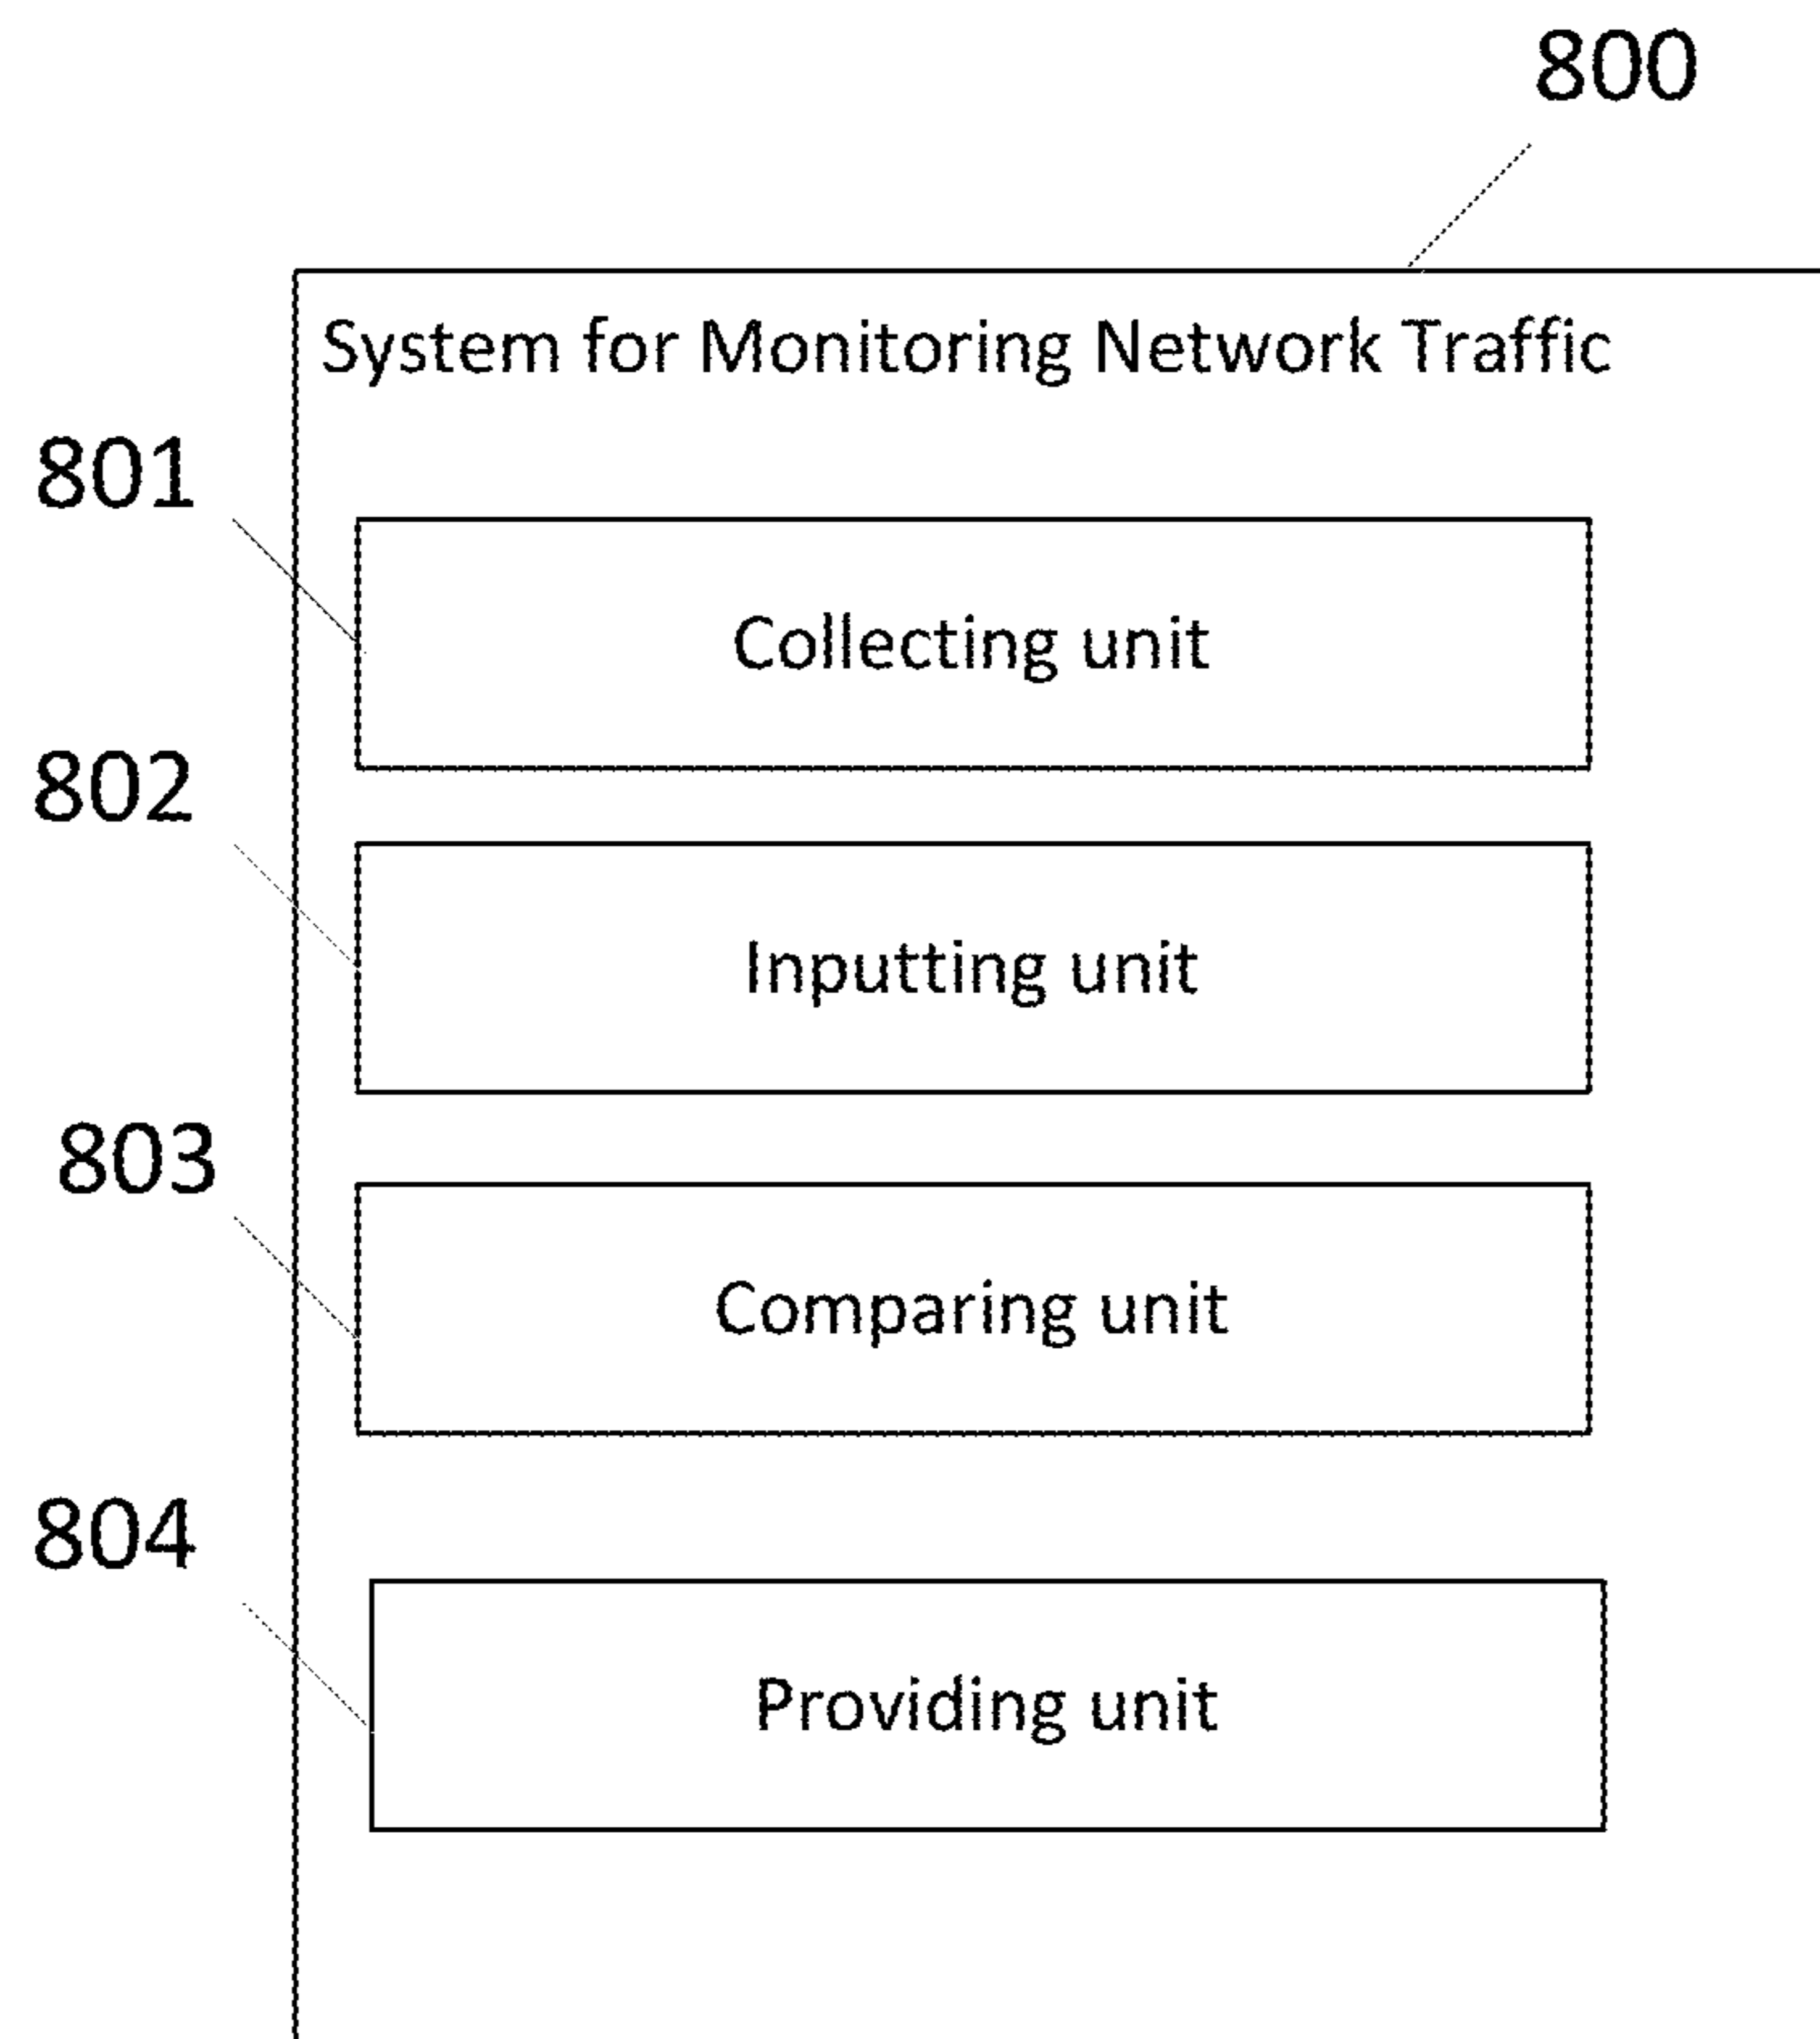 800
System for Monitoring Network Traffic
801
Collecting unit
802
Inputting unit
803
Comparing unit
804
Providing unit